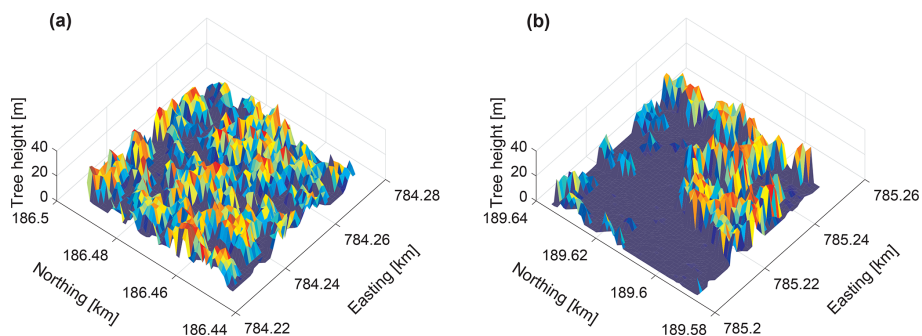 (a)
Tree height [m]
40
20
0
186.5
186.48
186.46
186.44
Northing [km]
784.22
784.24
784.26
784.28
Easting [km]
(b)
Tree height [m]
40
20
0
189.64
189.62
189.6
189.58
Northing [km]
785.2
785.22
785.24
785.26
Easting [km]